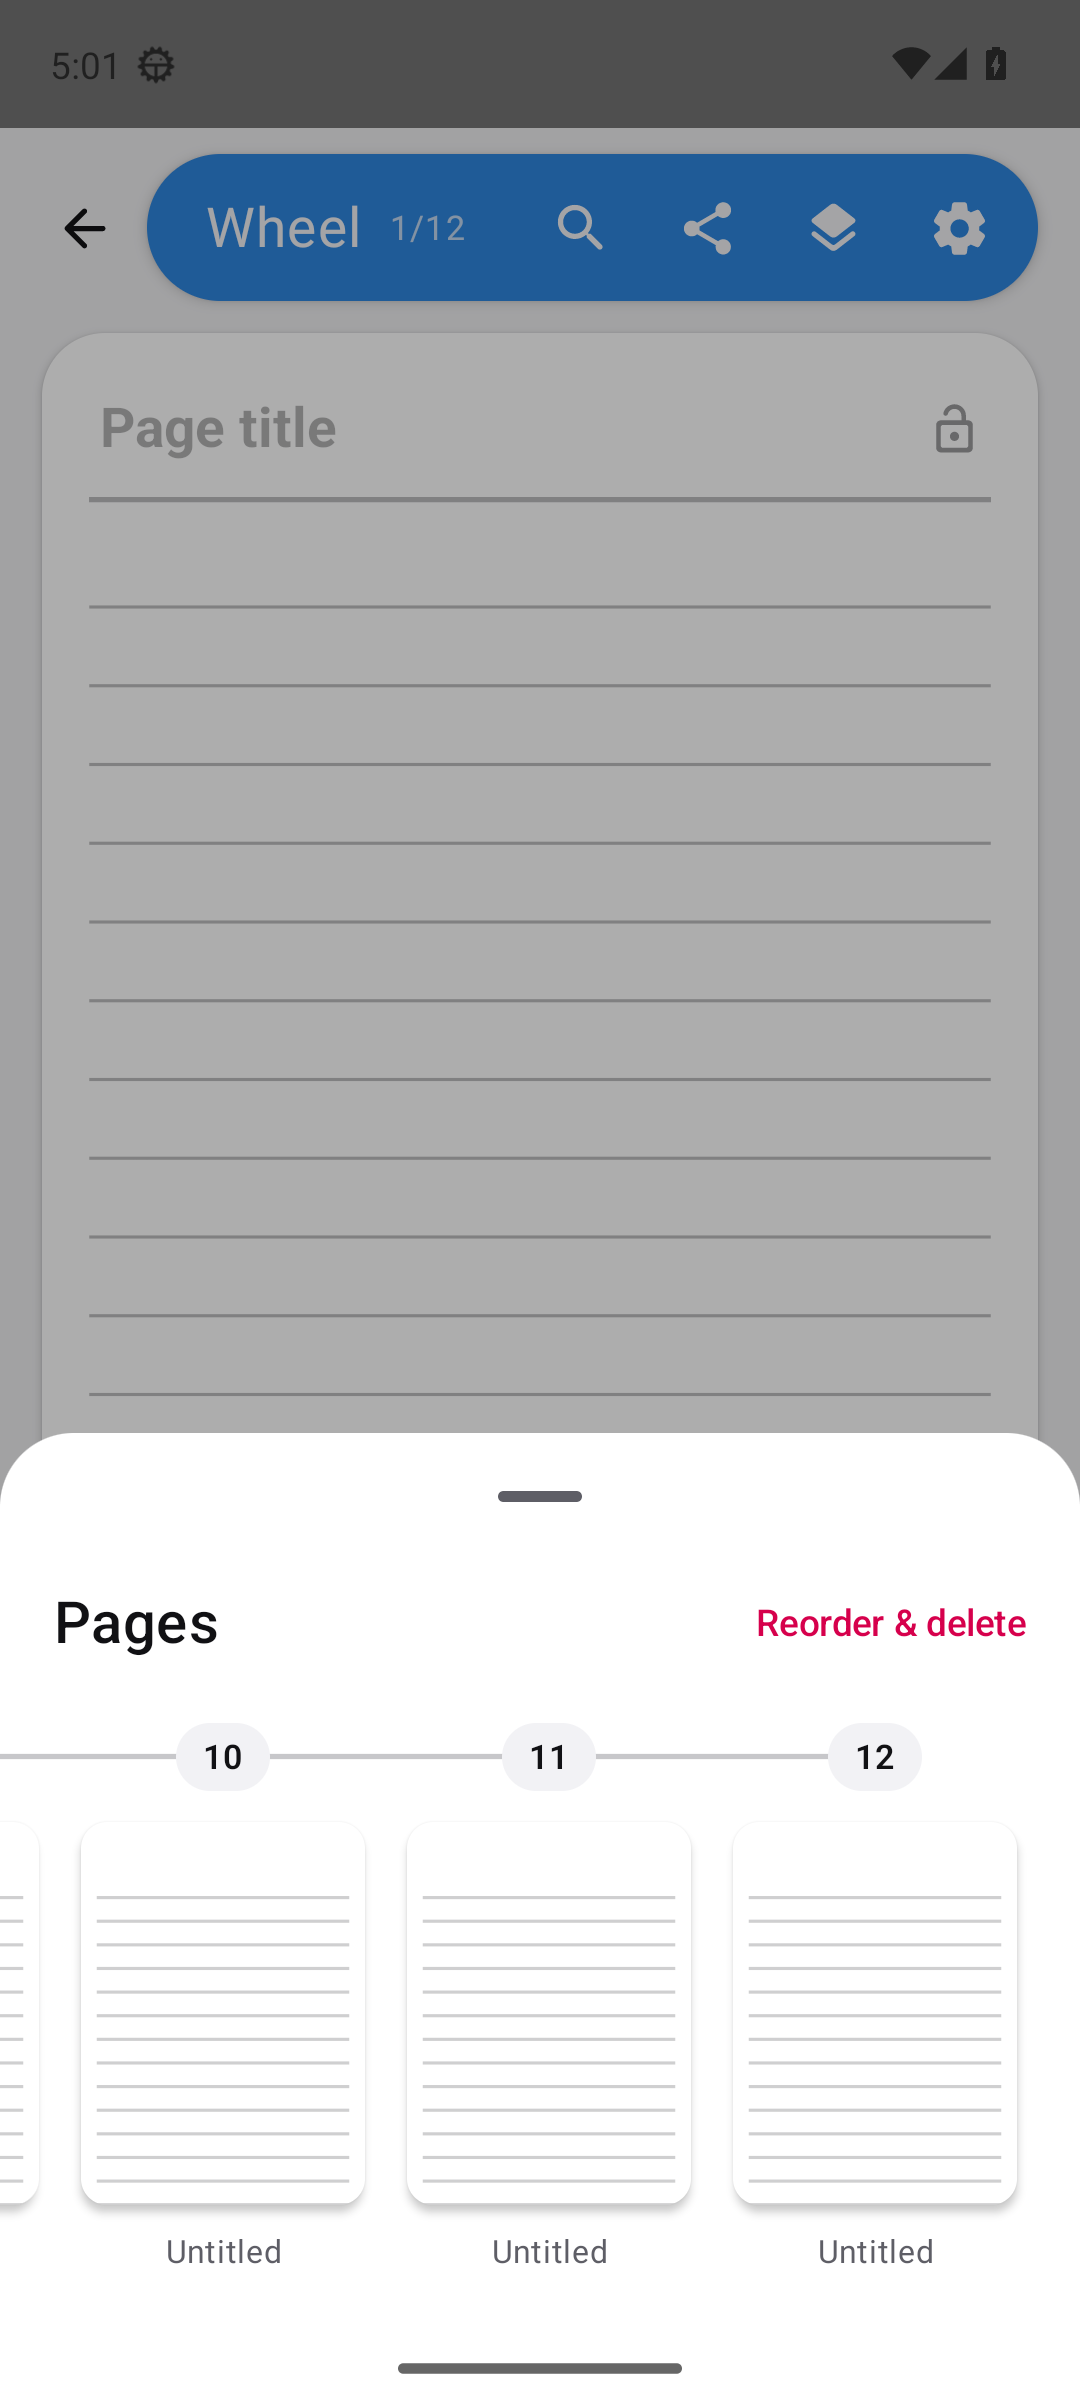 5:01
Wheel 1/12
Page title
Pages
Reorder & delete
10 11 12
Untitled Untitled Untitled